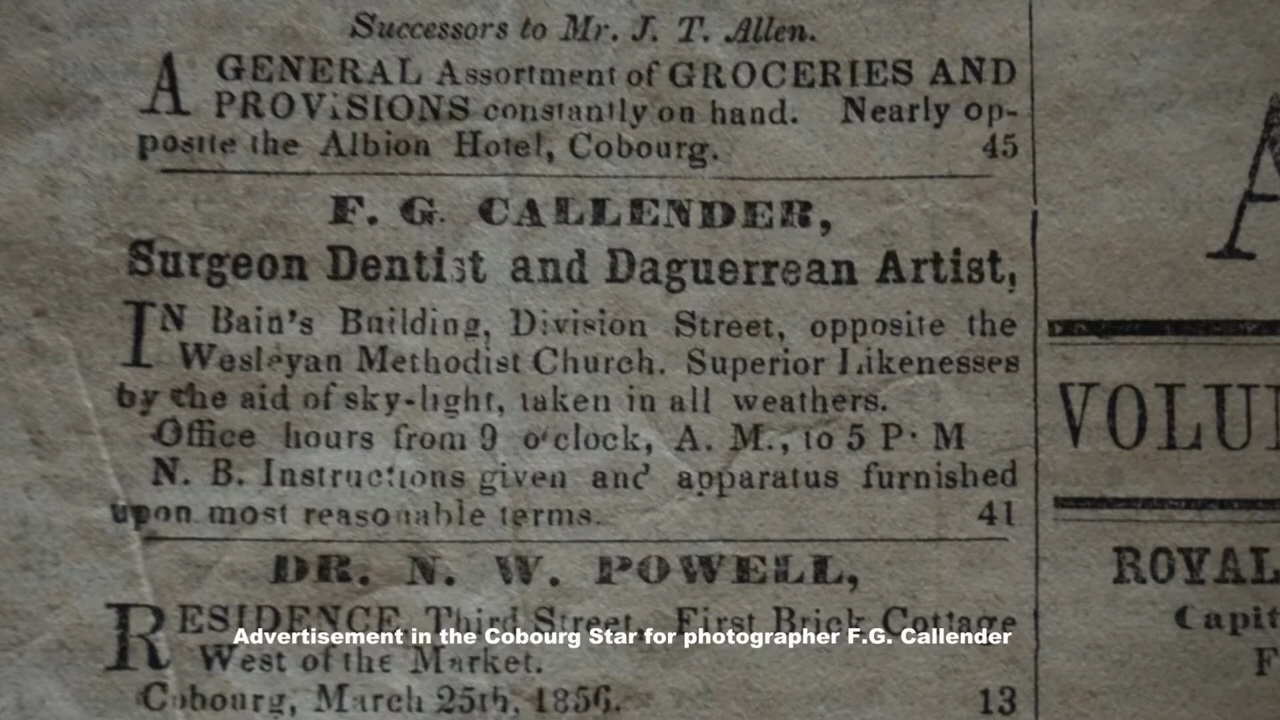 Successors to Mr. J. T. Allen.
A GENERAL Assortment of GROCERIES AND
PROVISIONS constantly on hand. Nearly op-
posite the Albion Hotel, Cobourg. 45
F. G. CALLENDER,
Surgeon Dentist and Daguerrean Artist,
IN Bain's Building, Division Street, opposite the
Wesleyan Methodist Church. Superior Likenesses
by the aid of sky-light, taken in all weathers.
Office hours from 9 o'clock, A. M., to 5 P. M
N. B. Instructions given and apparatus furnished
upon most reasonable terms. 41
DR. N. W. POWELL,
RESIDENCE, Third Street, First Brick Cottage
West of the Market.
Cobourg, March 25th, 1856. 13
Advertisement in the Cobourg Star for photographer F.G. Callender
A
VOLU
ROYAL
Capit
F